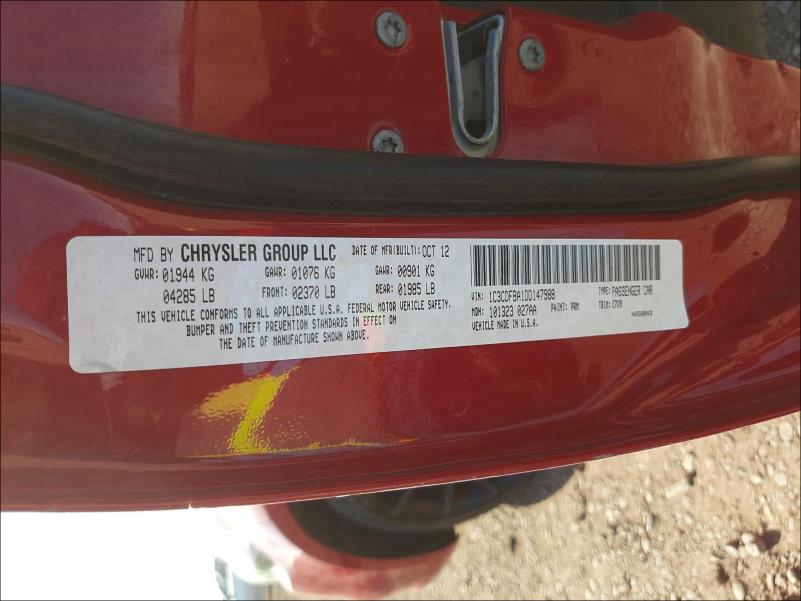 MFD BY CHRYSLER GROUP LLC DATE OF MFR(BUILT): OCT 12
GVWR: 01944 KG GAWR: 01076 KG GAWR: 00901 KG
04285 LB FRONT: 02370 LB REAR: 01985 LB
THIS VEHICLE CONFORMS TO ALL APPLICABLE U.S.A. FEDERAL MOTOR VEHICLE SAFETY,
BUMPER AND THEFT PREVENTION STANDARDS IN EFFECT ON
THE DATE OF MANUFACTURE SHOWN ABOVE.
VIN: 1C3CDFBA1DD147988 TYPE: PASSENGER CAR
MDH: 101323 027AA PAINT: PRM TRIM: E7X9
VEHICLE MADE IN U.S.A.